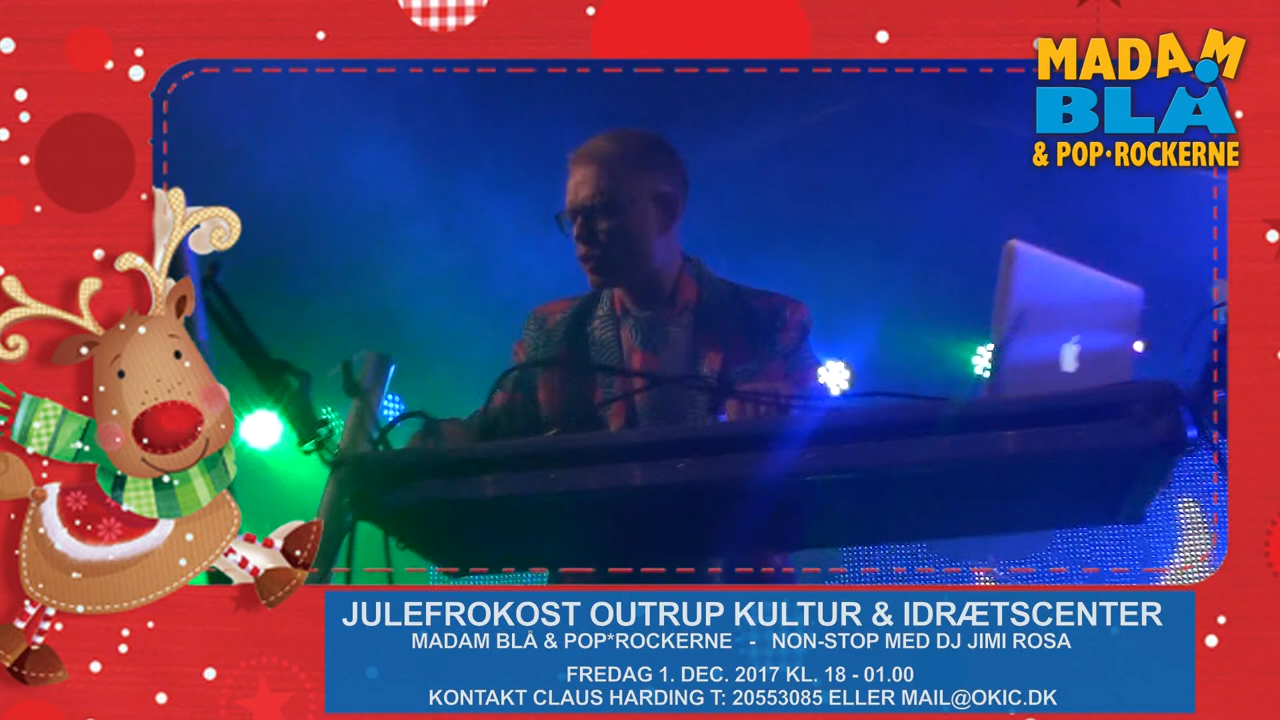 MADAM
BLÅ
& POP·ROCKERNE
JULEFROKOST OUTRUP KULTUR & IDRÆTSCENTER
MADAM BLÅ & POP*ROCKERNE - NON-STOP MED DJ JIMI ROSA
FREDAG 1. DEC. 2017 KL. 18 - 01.00
KONTAKT CLAUS HARDING T: 20553085 ELLER MAIL@OKIC.DK